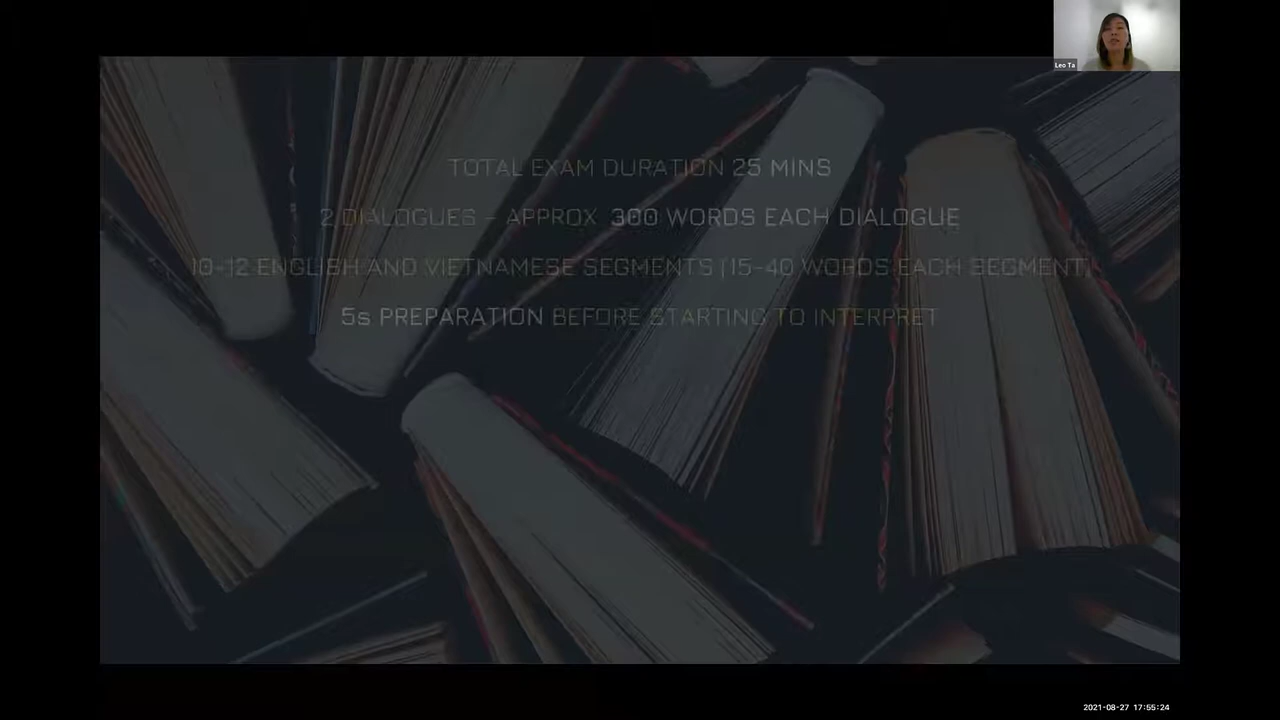 Leo Ta
TOTAL EXAM DURATION 25 MINS
2 DIALOGUES – APPROX 300 WORDS EACH DIALOGUE
10-12 ENGLISH AND VIETNAMESE SEGMENTS (15-40 WORDS EACH SEGMENT)
5s PREPARATION BEFORE STARTING TO INTERPRET
2021-08-27 17:55:24